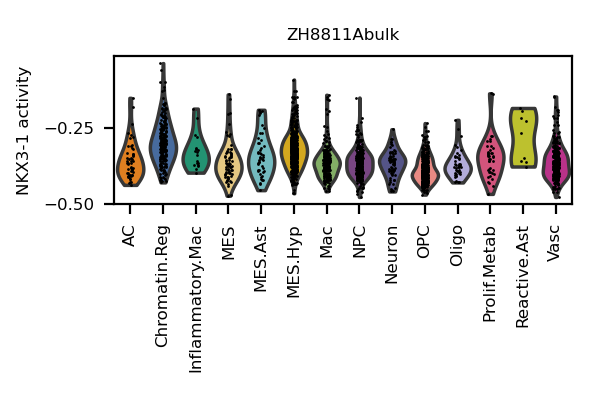 ZH8811Abulk
NKX3-1 activity
−0.25
−0.50
AC
Chromatin.Reg
Inflammatory.Mac
MES
MES.Ast
MES.Hyp
Mac
NPC
Neuron
OPC
Oligo
Prolif.Metab
Reactive.Ast
Vasc